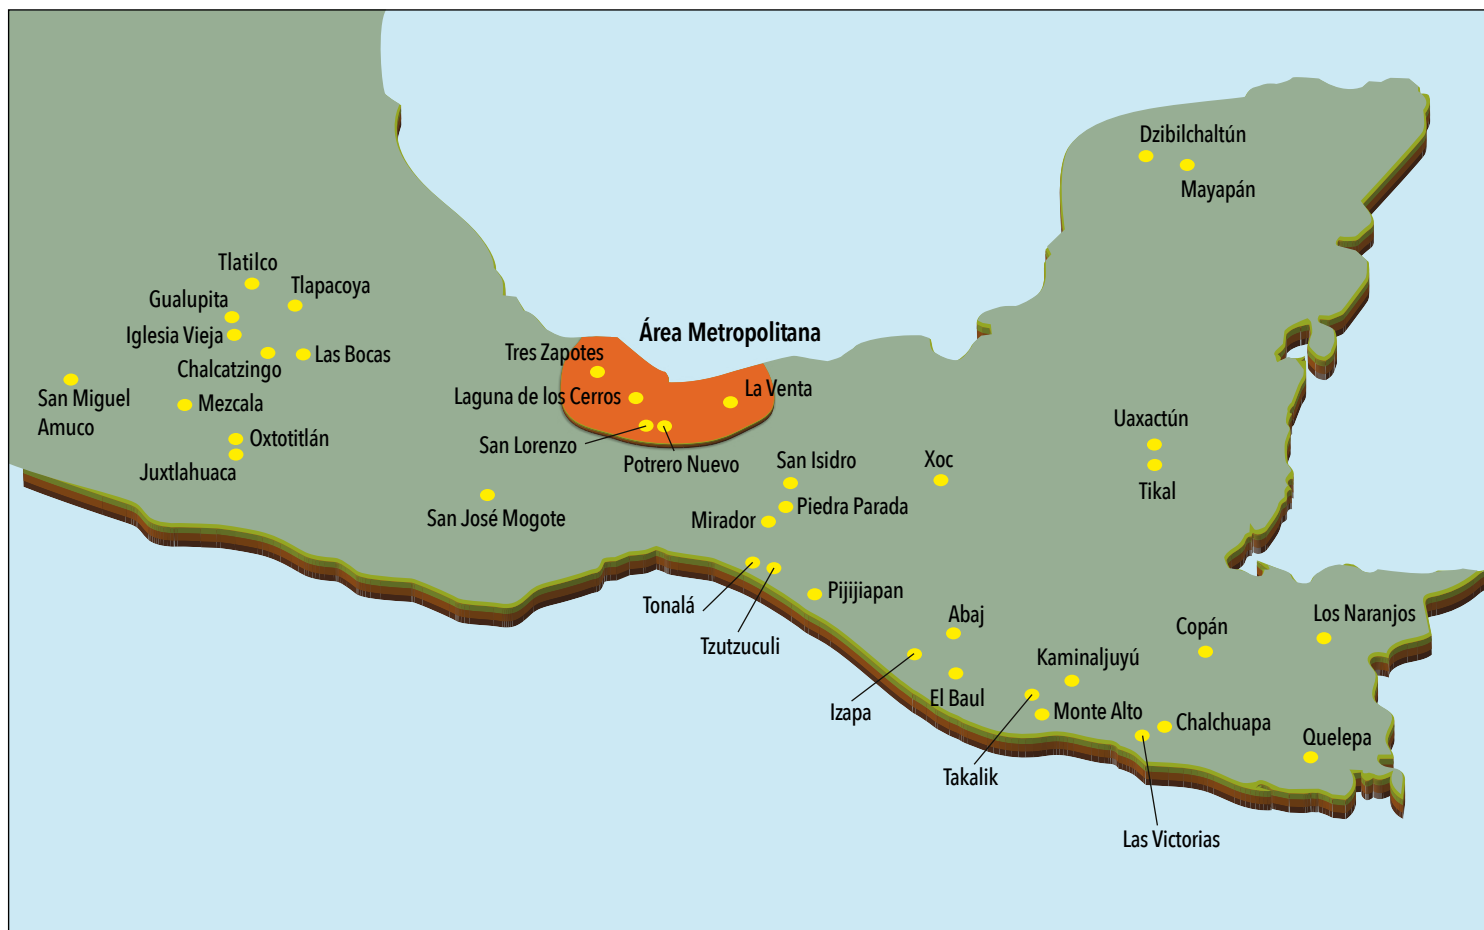 Dzibilchaltún
Mayapán
Tlatilco
Tlapacoya
Gualupita
Iglesia Vieja
Área Metropolitana
Tres Zapotes
Las Bocas
Chalcatzingo
San Miguel
Amuco
Mezcala
Laguna de los Cerros
La Venta
Oxtotitlán
Juxtlahuaca
San Lorenzo
Potrero Nuevo
Uaxactún
San Isidro
Xoc
Tikal
San José Mogote
Mirador
Piedra Parada
Pijijiapan
Tonalá
Tzutzuculi
Abaj
Copán
Los Naranjos
Kaminaljuyú
Izapa
El Baul
Monte Alto
Chalchuapa
Quelepa
Takalik
Las Victorias